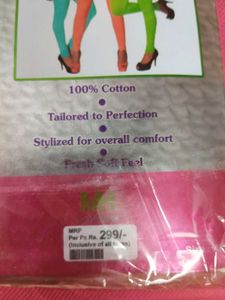 100% Cotton
Tailored to Perfection
Stylized for overall comfort
Fresh Soft Feel
MRP
Per Pc Rs. 299/-
(Inclusive of all taxes)